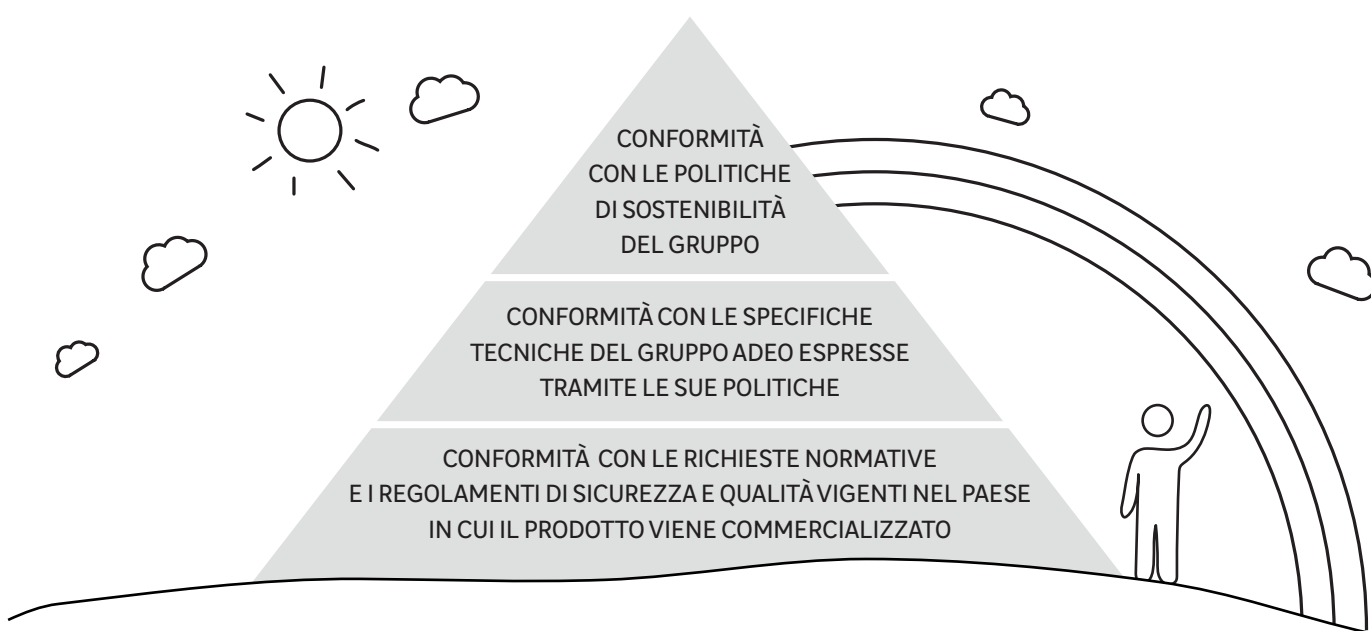 CONFORMITÀ
CON LE POLITICHE
DI SOSTENIBILITÀ
DEL GRUPPO
CONFORMITÀ CON LE SPECIFICHE
TECNICHE DEL GRUPPO ADEO ESPRESSE
TRAMITE LE SUE POLITICHE
CONFORMITÀ CON LE RICHIESTE NORMATIVE
E I REGOLAMENTI DI SICUREZZA E QUALITÀ VIGENTI NEL PAESE
IN CUI IL PRODOTTO VIENE COMMERCIALIZZATO